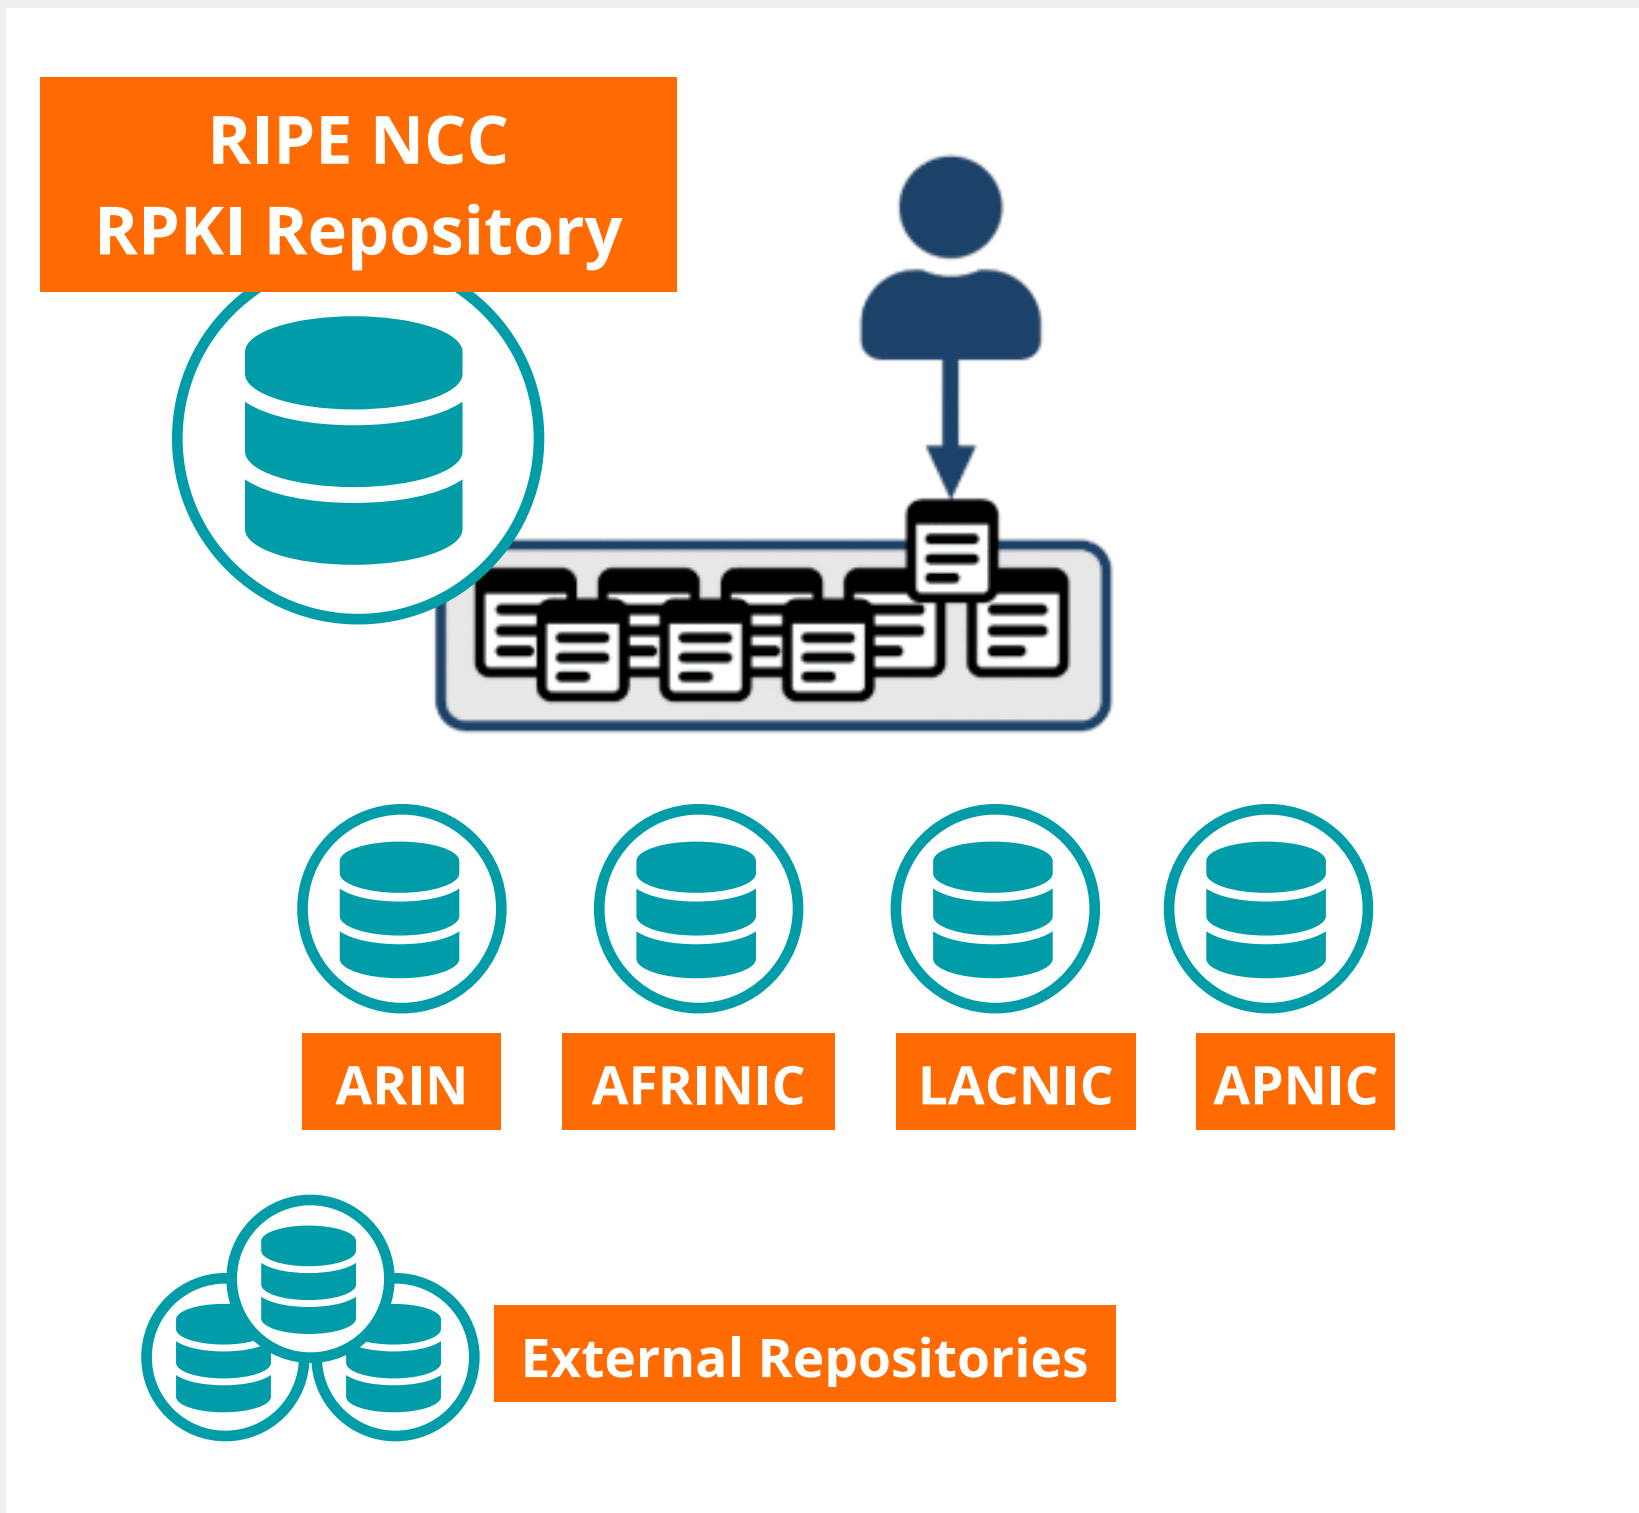 RIPE NCC
RPKI Repository
ARIN
AFRINIC
LACNIC
APNIC
External Repositories